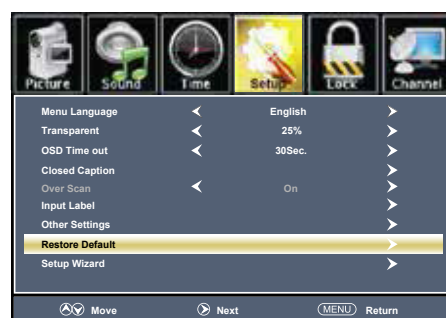 Picture Sound Time Setup Lock Channel
Menu Language English
Transparent 25%
OSD Time out 30Sec.
Closed Caption
Over Scan On
Input Label
Other Settings
Restore Default
Setup Wizard
Move Next MENU Return